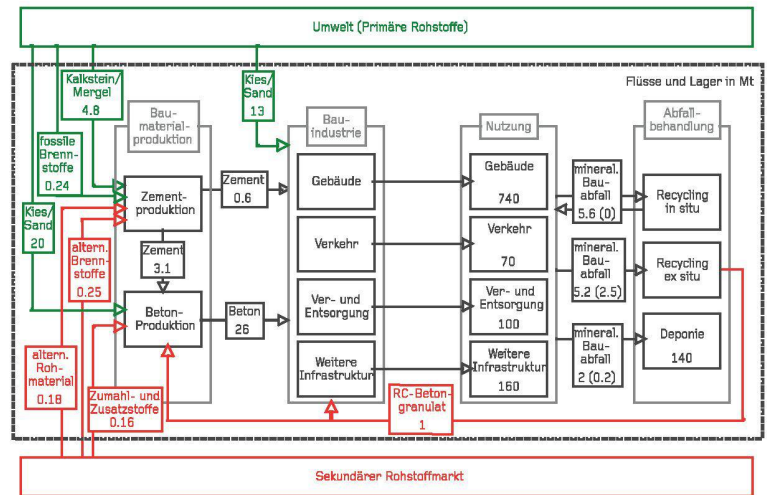 Umwelt (Primäre Rohstoffe)
Flüsse und Lager in Mt
Kalkstein/
Mergel
4.8
Kies/
Sand
13
fossile
Brenn-
stoffe
0.24
Kies/
Sand
20
altern.
Brenn-
stoffe
0.25
altern.
Roh-
material
0.18
Zumahl- und
Zusatzstoffe
0.16
Bau-
material-
produktion
Zement-
produktion
Zement
3.1
Beton-
Produktion
Zement
0.6
Beton
26
Bau-
industrie
Gebäude
Verkehr
Ver- und
Entsorgung
Weitere
Infrastruktur
Nutzung
Gebäude
740
Verkehr
70
Ver- und
Entsorgung
100
Weitere
Infrastruktur
160
mineral.
Bau-
abfall
5.6 (0)
mineral.
Bau-
abfall
5.2 (2.5)
mineral.
Bau-
abfall
2 (0.2)
Abfall-
behandlung
Recycling
in situ
Recycling
ex situ
Deponie
140
RC-Beton-
granulat
1
Sekundärer Rohstoffmarkt